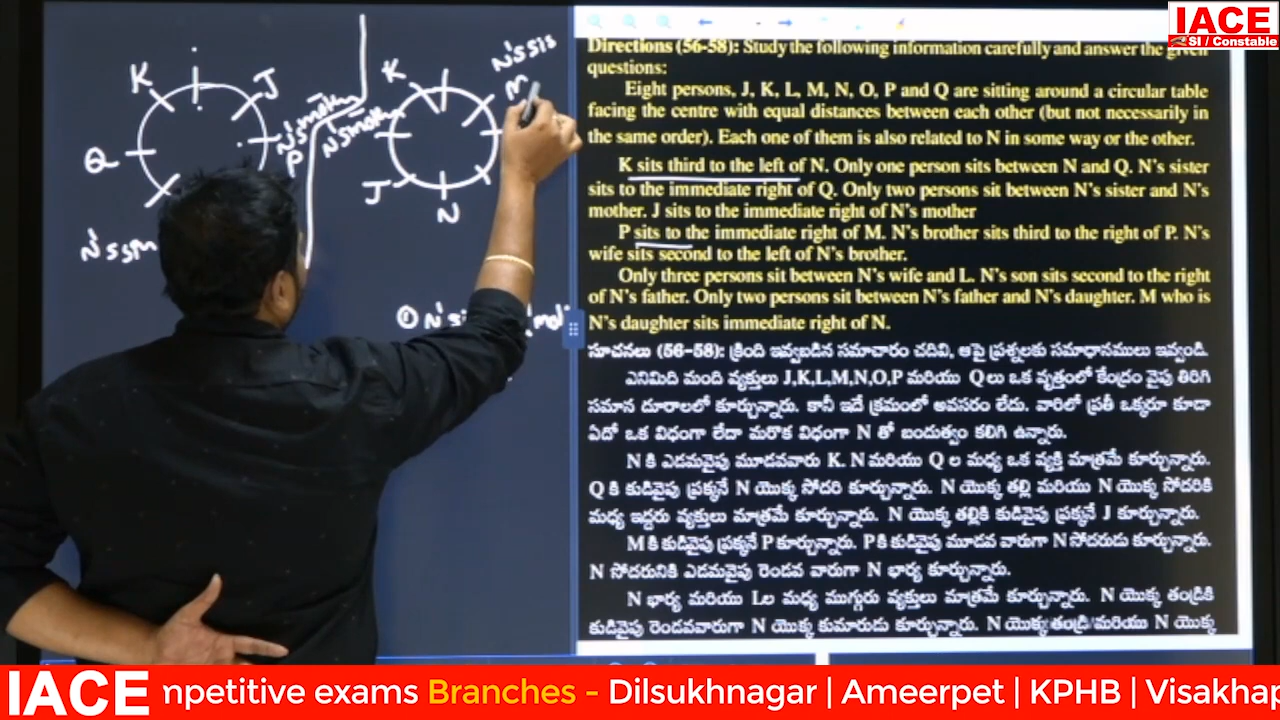 IACE
SI / Constable
Directions (56-58): Study the following information carefully and answer the given
questions:
Eight persons, J, K, L, M, N, O, P and Q are sitting around a circular table
facing the centre with equal distances between each other (but not necessarily in
the same order). Each one of them is also related to N in some way or the other.
K sits third to the left of N. Only one person sits between N and Q. N's sister
sits to the immediate right of Q. Only two persons sit between N's sister and N's
mother. J sits to the immediate right of N's mother
P sits to the immediate right of M. N's brother sits third to the right of P. N's
wife sits second to the left of N's brother.
Only three persons sit between N's wife and L. N's son sits second to the right
of N's father. Only two persons sit between N's father and N's daughter. M who is
N's daughter sits immediate right of N.
సూచనలు (56-58): క్రింది ఇవ్వబడిన సమాచారం చదివి, ఆపై ప్రశ్నలకు సమాధానములు ఇవ్వండి.
ఎనిమిది మంది వ్యక్తులు J,K,L,M,N,O,P మరియు Q లు ఒక వృత్తంలో కేంద్రం వైపు తిరిగి
సమాన దూరాలలో కూర్చున్నారు. కానీ ఇదే క్రమంలో అవసరం లేదు. వారిలో ప్రతీ ఒక్కరూ కూడా
ఏదో ఒక విధంగా లేదా మరొక విధంగా N తో బందుత్వం కలిగి ఉన్నారు.
N కి ఎడమవైపు మూడవవారు K. N మరియు Q ల మధ్య ఒక వ్యక్తి మాత్రమే కూర్చున్నారు.
Q కి కుడివైపు ప్రక్కనే N యొక్క సోదరి కూర్చున్నారు. N యొక్క తల్లి మరియు N యొక్క సోదరికి
మధ్య ఇద్దరు వ్యక్తులు మాత్రమే కూర్చున్నారు. N యొక్క తల్లికి కుడివైపు ప్రక్కనే J కూర్చున్నారు.
M కి కుడివైపు ప్రక్కనే P కూర్చున్నారు. P కి కుడివైపు మూడవ వారుగా N సోదరుడు కూర్చున్నారు.
N సోదరునికి ఎడమవైపు రెండవ వారుగా N భార్య కూర్చున్నారు.
N భార్య మరియు L ల మధ్య ముగ్గురు వ్యక్తులు మాత్రమే కూర్చున్నారు. N యొక్క తండ్రికి
కుడివైపు రెండవవారుగా N యొక్క కుమారుడు కూర్చున్నారు. N యొక్క తండ్రి మరియు N యొక్క
K
J
Q
N's mother
P
K
N's sis
M
N's mother
J
N
IACE
npetitive exams Branches - Dilsukhnagar | Ameerpet | KPHB | Visakhap